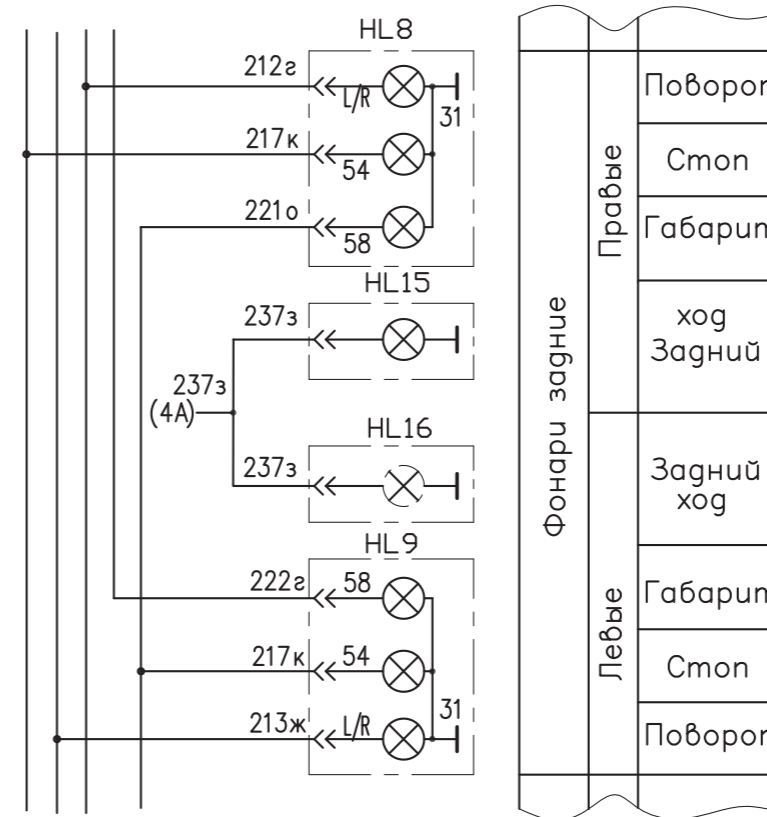 HL8
212г
L/R
31
217к
54
221о
58
HL15
237з
237з
(4А)
HL16
237з
HL9
222г
58
217к
54
213ж
L/R
31
Фонари задние
Правые
Поворот
Стоп
Габарит
ход
Задний
Левые
Задний
ход
Габарит
Стоп
Поворот